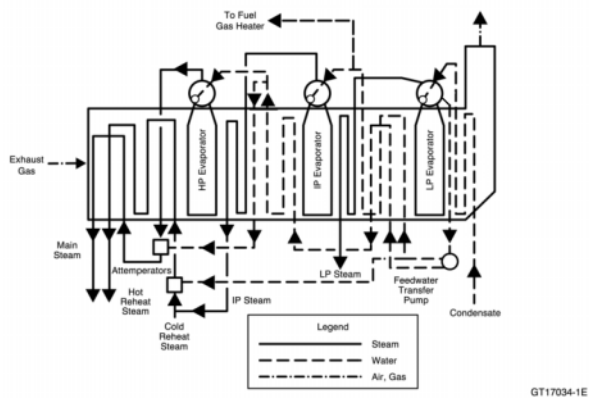 To Fuel
Gas Heater
HP Evaporator
IP Evaporator
LP Evaporator
Exhaust
Gas
Main
Steam
Attemperators
Hot
Reheat
Steam
Cold
Reheat
Steam
IP Steam
LP Steam
Feedwater
Transfer
Pump
Condensate
Legend
Steam
Water
Air, Gas
GT17034-1E